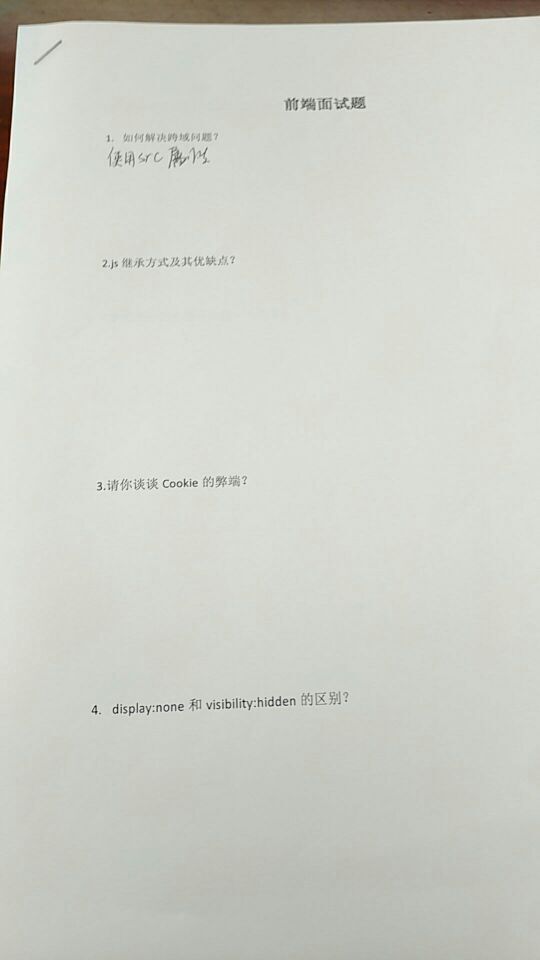 前端面试题
1. 如何解决跨域问题?
使用src 属性
2.js 继承方式及其优缺点?
3.请你谈谈 Cookie 的弊端?
4. display:none 和 visibility:hidden 的区别?